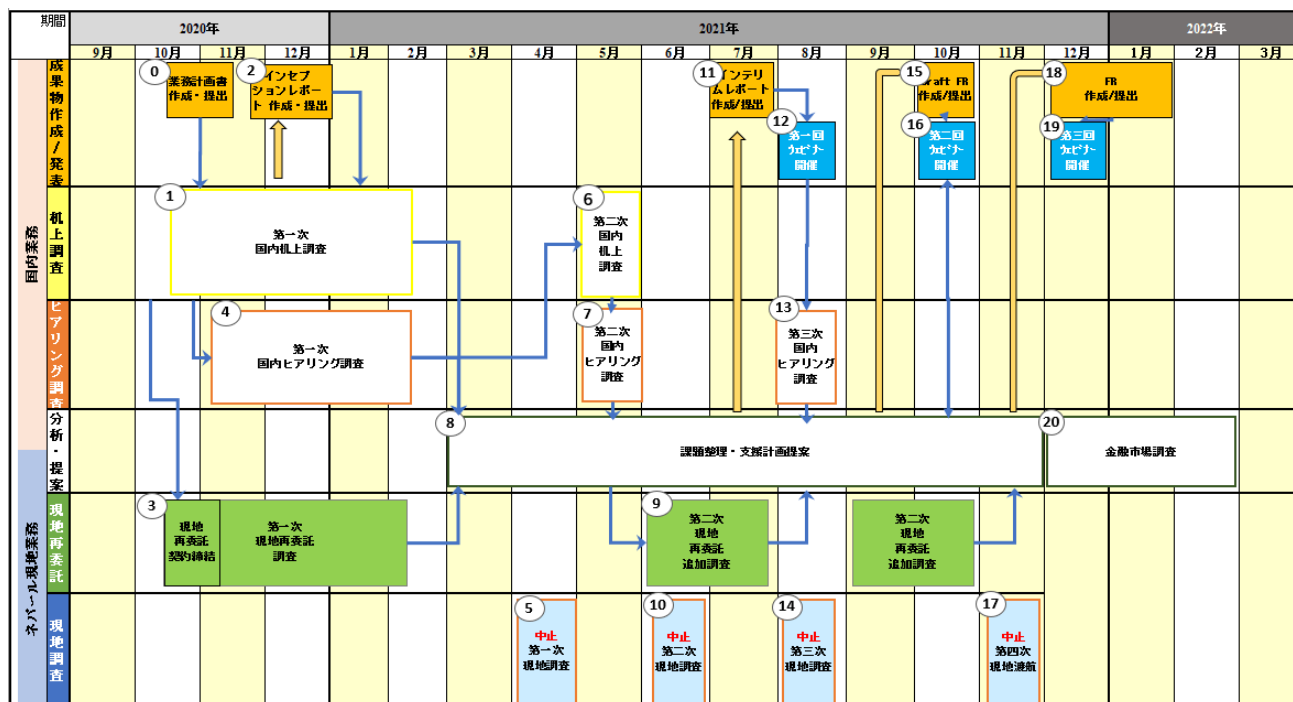 期間
2020年
2021年
2022年
9月
10月
11月
12月
1月
2月
3月
4月
5月
6月
7月
8月
9月
10月
11月
12月
1月
2月
3月
国内業務
ネパール現地業務
成果物作成/発表
0
業務計画書
作成・提出
2
インセプ
ションレポー
ト 作成・提出
11
インテリ
ムレポート
作成/提出
12
第一回
ウェビナー
開催
15
Draft FR
作成/提出
16
第二回
ウェビナー
開催
18
FR
作成/提出
19
第三回
ウェビナー
開催
机上調査
1
第一次
国内机上調査
6
第二次
国内
机上
調査
ヒアリング調査
4
第一次
国内ヒアリング調査
7
第二次
国内
ヒアリング
調査
13
第三次
国内
ヒアリング
調査
分析・提案
8
課題整理・支援計画提案
20
金融市場調査
現地再委託
3
現地
再委託
契約締結
第一次
現地再委託
調査
9
第二次
現地
再委託
追加調査
第二次
現地
再委託
追加調査
現地調査
5
中止
第一次
現地調査
10
中止
第二次
現地調査
14
中止
第三次
現地調査
17
中止
第四次
現地渡航